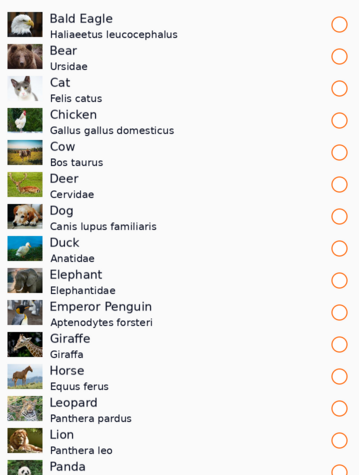 Bald Eagle
Haliaeetus leucocephalus
Bear
Ursidae
Cat
Felis catus
Chicken
Gallus gallus domesticus
Cow
Bos taurus
Deer
Cervidae
Dog
Canis lupus familiaris
Duck
Anatidae
Elephant
Elephantidae
Emperor Penguin
Aptenodytes forsteri
Giraffe
Giraffa
Horse
Equus ferus
Leopard
Panthera pardus
Lion
Panthera leo
Panda